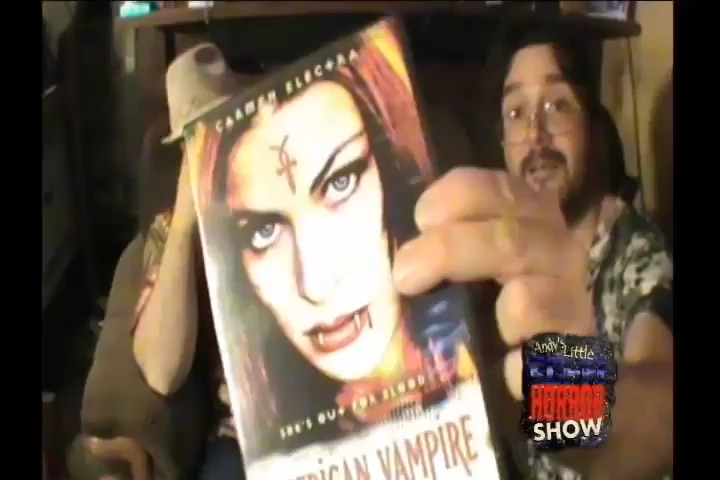 CARMEN ELECTRA
SHE'S OUT FOR BLOOD
ERICAN VAMPIRE
Andy's Little
HORROR
SHOW